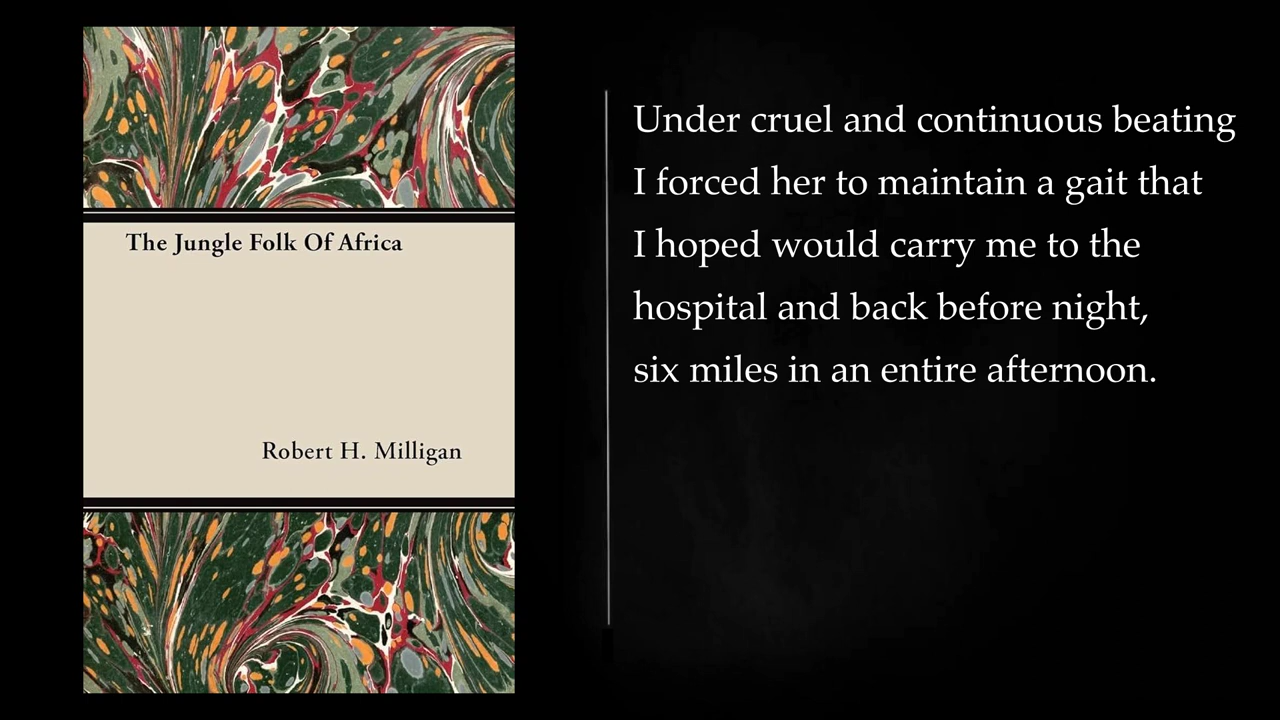 The Jungle Folk Of Africa
Robert H. Milligan
Under cruel and continuous beating
I forced her to maintain a gait that
I hoped would carry me to the
hospital and back before night,
six miles in an entire afternoon.